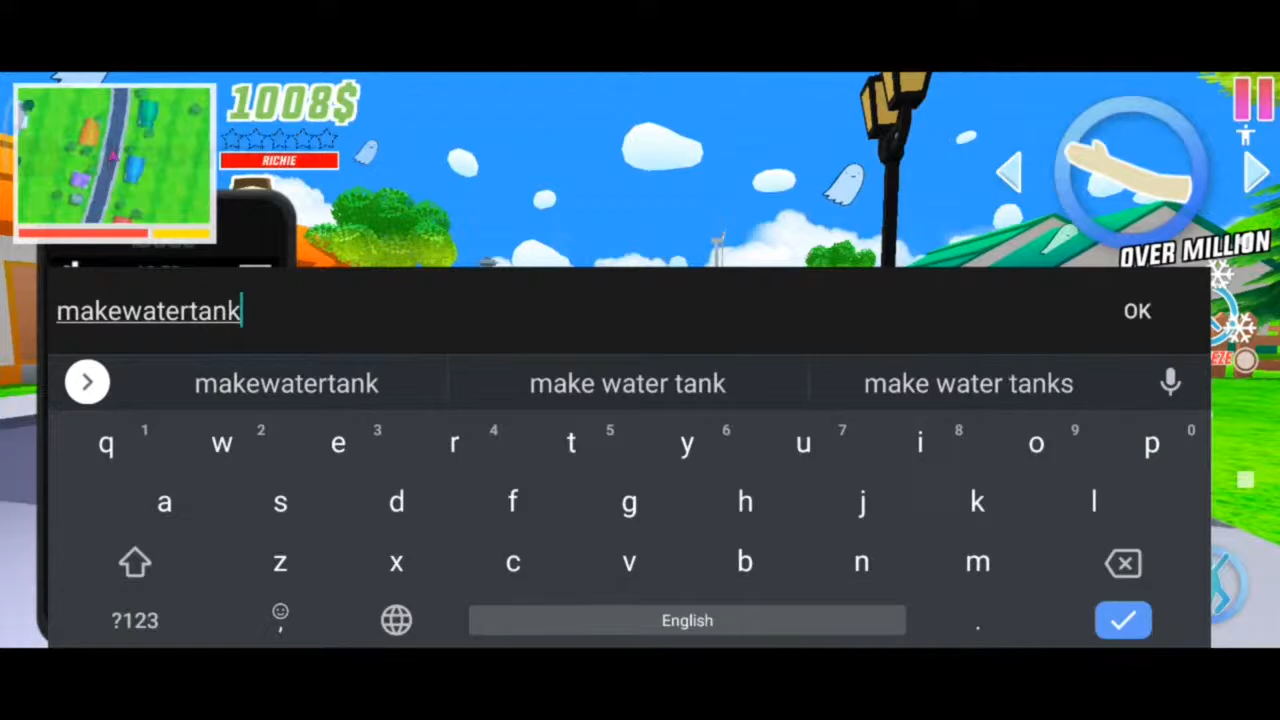 1008$
RICHIE
OVER MILLION
makewatertank
OK
makewatertank make water tank make water tanks
q 1 w 2 e 3 r 4 t 5 y 6 u 7 i 8 o 9 p 0
a s d f g h j k l
z x c v b n m
?123 , English .